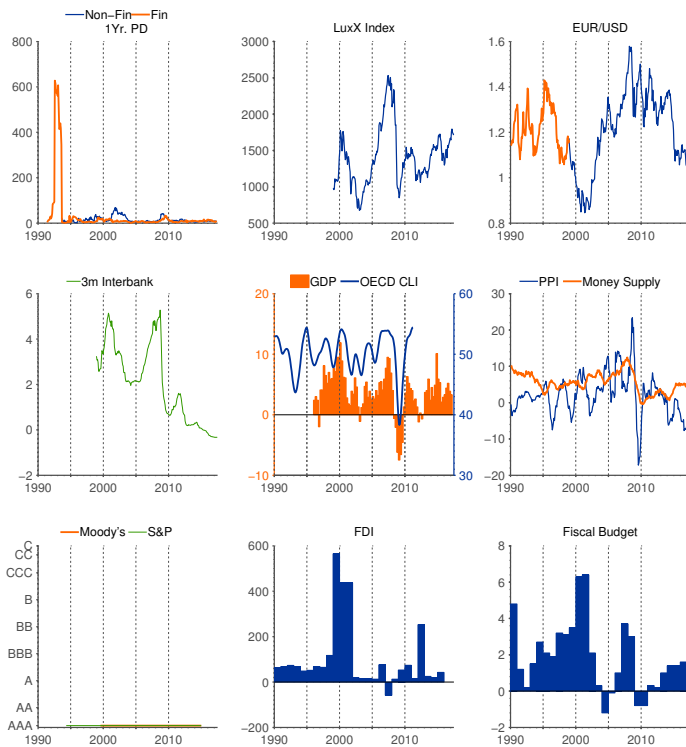 Non−Fin Fin
1Yr. PD
800
600
400
200
0
1990 2000 2010
LuxX Index
3000
2500
2000
1500
1000
500
1990 2000 2010
EUR/USD
1.6
1.4
1.2
1
0.8
1990 2000 2010
3m Interbank
6
4
2
0
−2
1990 2000 2010
GDP OECD CLI
20
10
0
−10
60
50
40
30
1990 2000 2010
PPI Money Supply
30
20
10
0
−10
−20
1990 2000 2010
Moody's S&P
C
CC
CCC
B
BB
BBB
A
AA
AAA
1990 2000 2010
FDI
600
400
200
0
−200
1990 2000 2010
Fiscal Budget
8
6
4
2
0
−2
1990 2000 2010